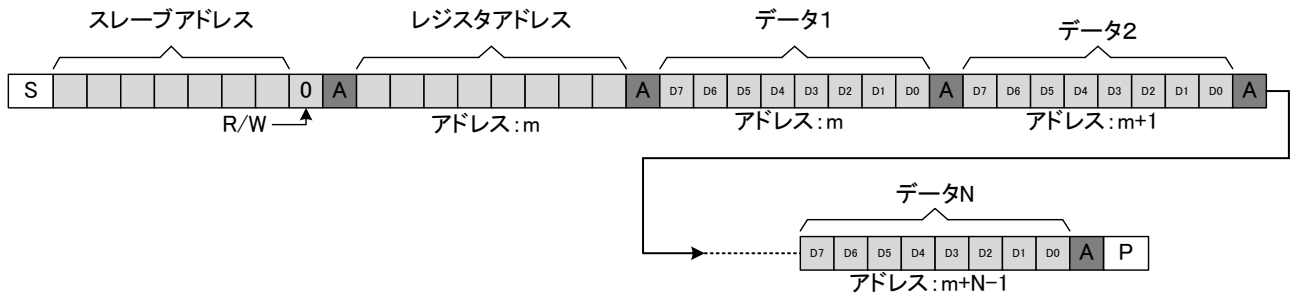 スレーブアドレス レジスタアドレス データ1 データ2
S 0 A A D7 D6 D5 D4 D3 D2 D1 D0 A D7 D6 D5 D4 D3 D2 D1 D0 A
R/W アドレス:m アドレス:m アドレス:m+1
データN
D7 D6 D5 D4 D3 D2 D1 D0 A P
アドレス:m+N-1